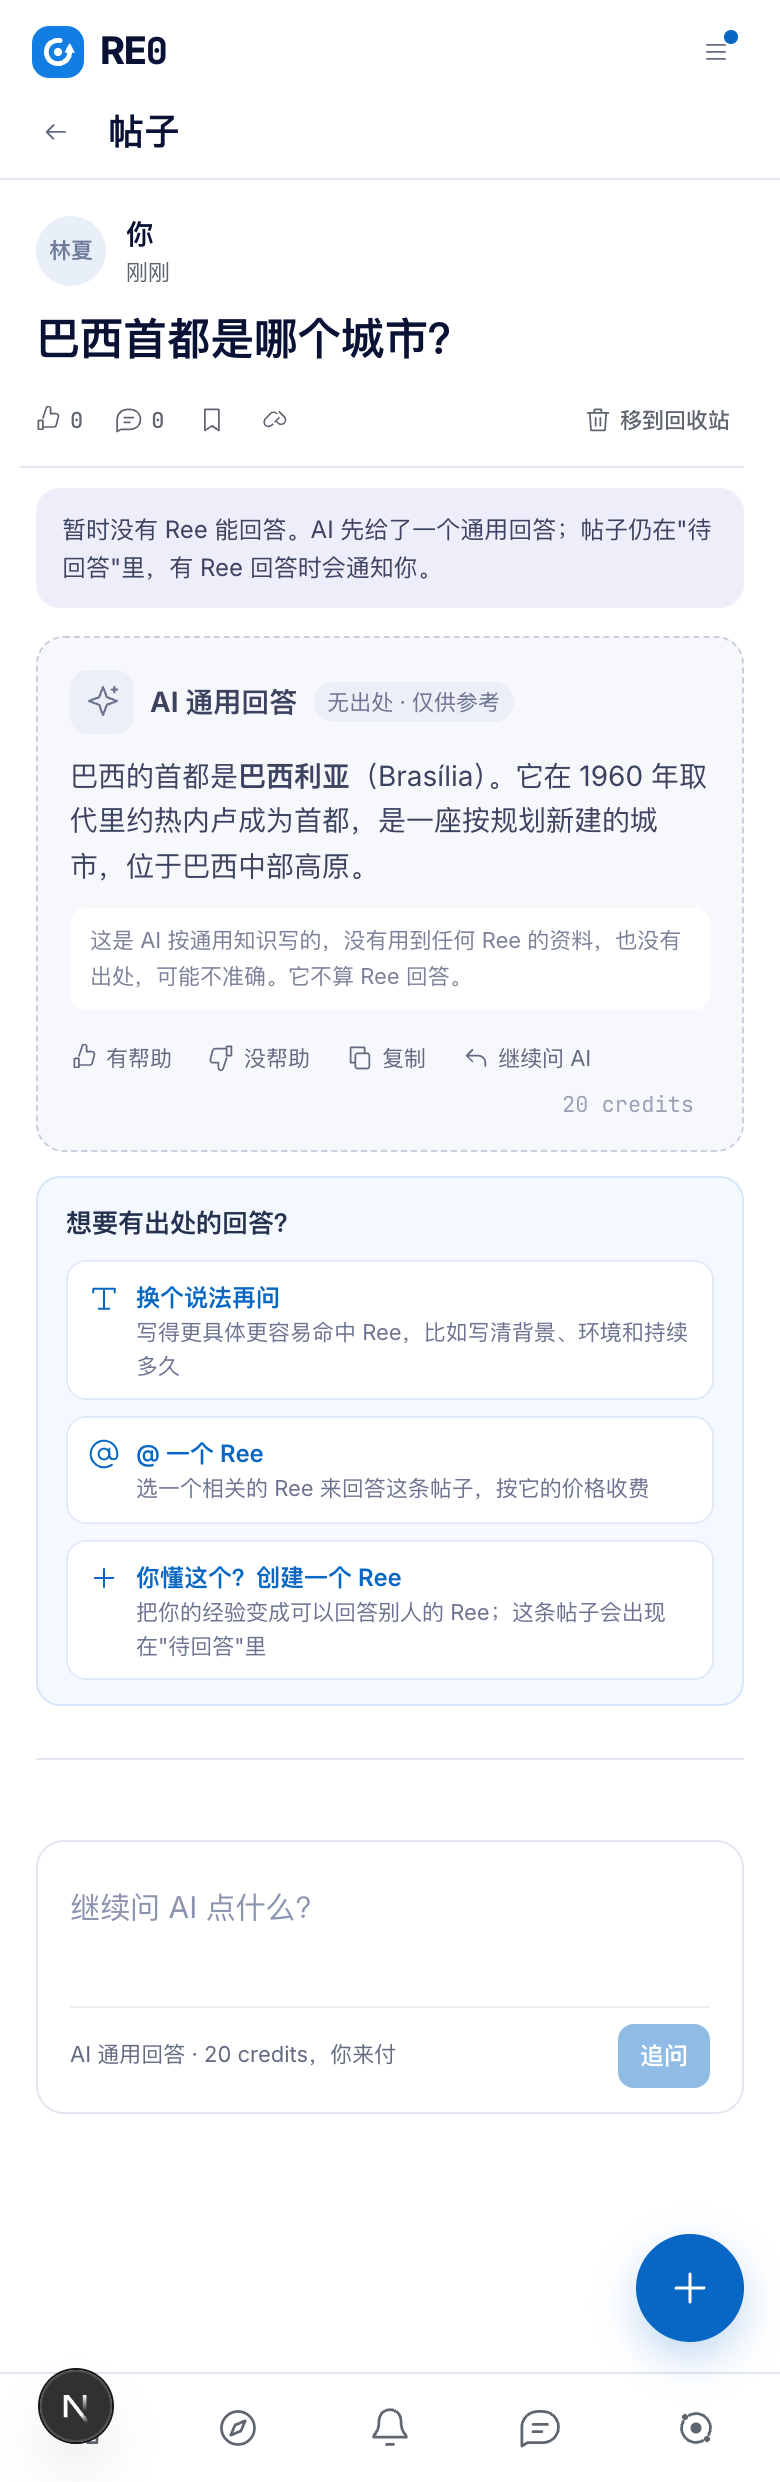 RE0
帖子
林夏
你
刚刚
巴西首都是哪个城市?
0
0
移到回收站
暂时没有 Ree 能回答。AI 先给了一个通用回答；帖子仍在"待
回答"里，有 Ree 回答时会通知你。
AI 通用回答
无出处 · 仅供参考
巴西的首都是巴西利亚（Brasília）。它在 1960 年取
代里约热内卢成为首都，是一座按规划新建的城
市，位于巴西中部高原。
这是 AI 按通用知识写的，没有用到任何 Ree 的资料，也没有
出处，可能不准确。它不算 Ree 回答。
有帮助
没帮助
复制
继续问 AI
20 credits
想要有出处的回答?
换个说法再问
写得更具体更容易命中 Ree，比如写清背景、环境和持续
多久
@ 一个 Ree
选一个相关的 Ree 来回答这条帖子，按它的价格收费
你懂这个？创建一个 Ree
把你的经验变成可以回答别人的 Ree；这条帖子会出现
在"待回答"里
继续问 AI 点什么?
AI 通用回答 · 20 credits，你来付
追问
N